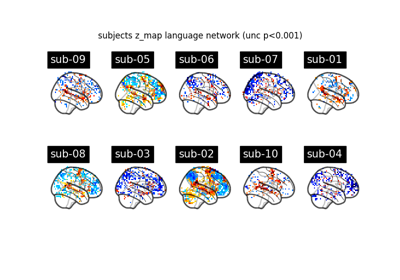 subjects z_map language network (unc p<0.001)
sub-09 sub-05 sub-06 sub-07 sub-01
sub-08 sub-03 sub-02 sub-10 sub-04